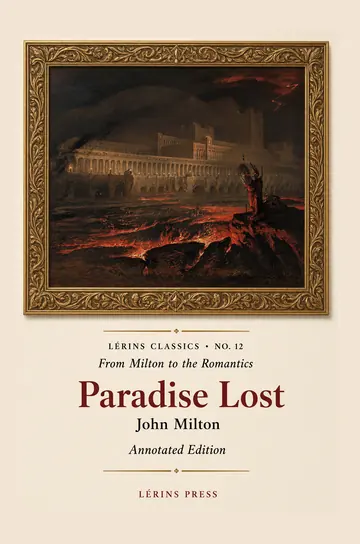 LÉRINS CLASSICS • NO. 12
From Milton to the Romantics
Paradise Lost
John Milton
Annotated Edition
LÉRINS PRESS